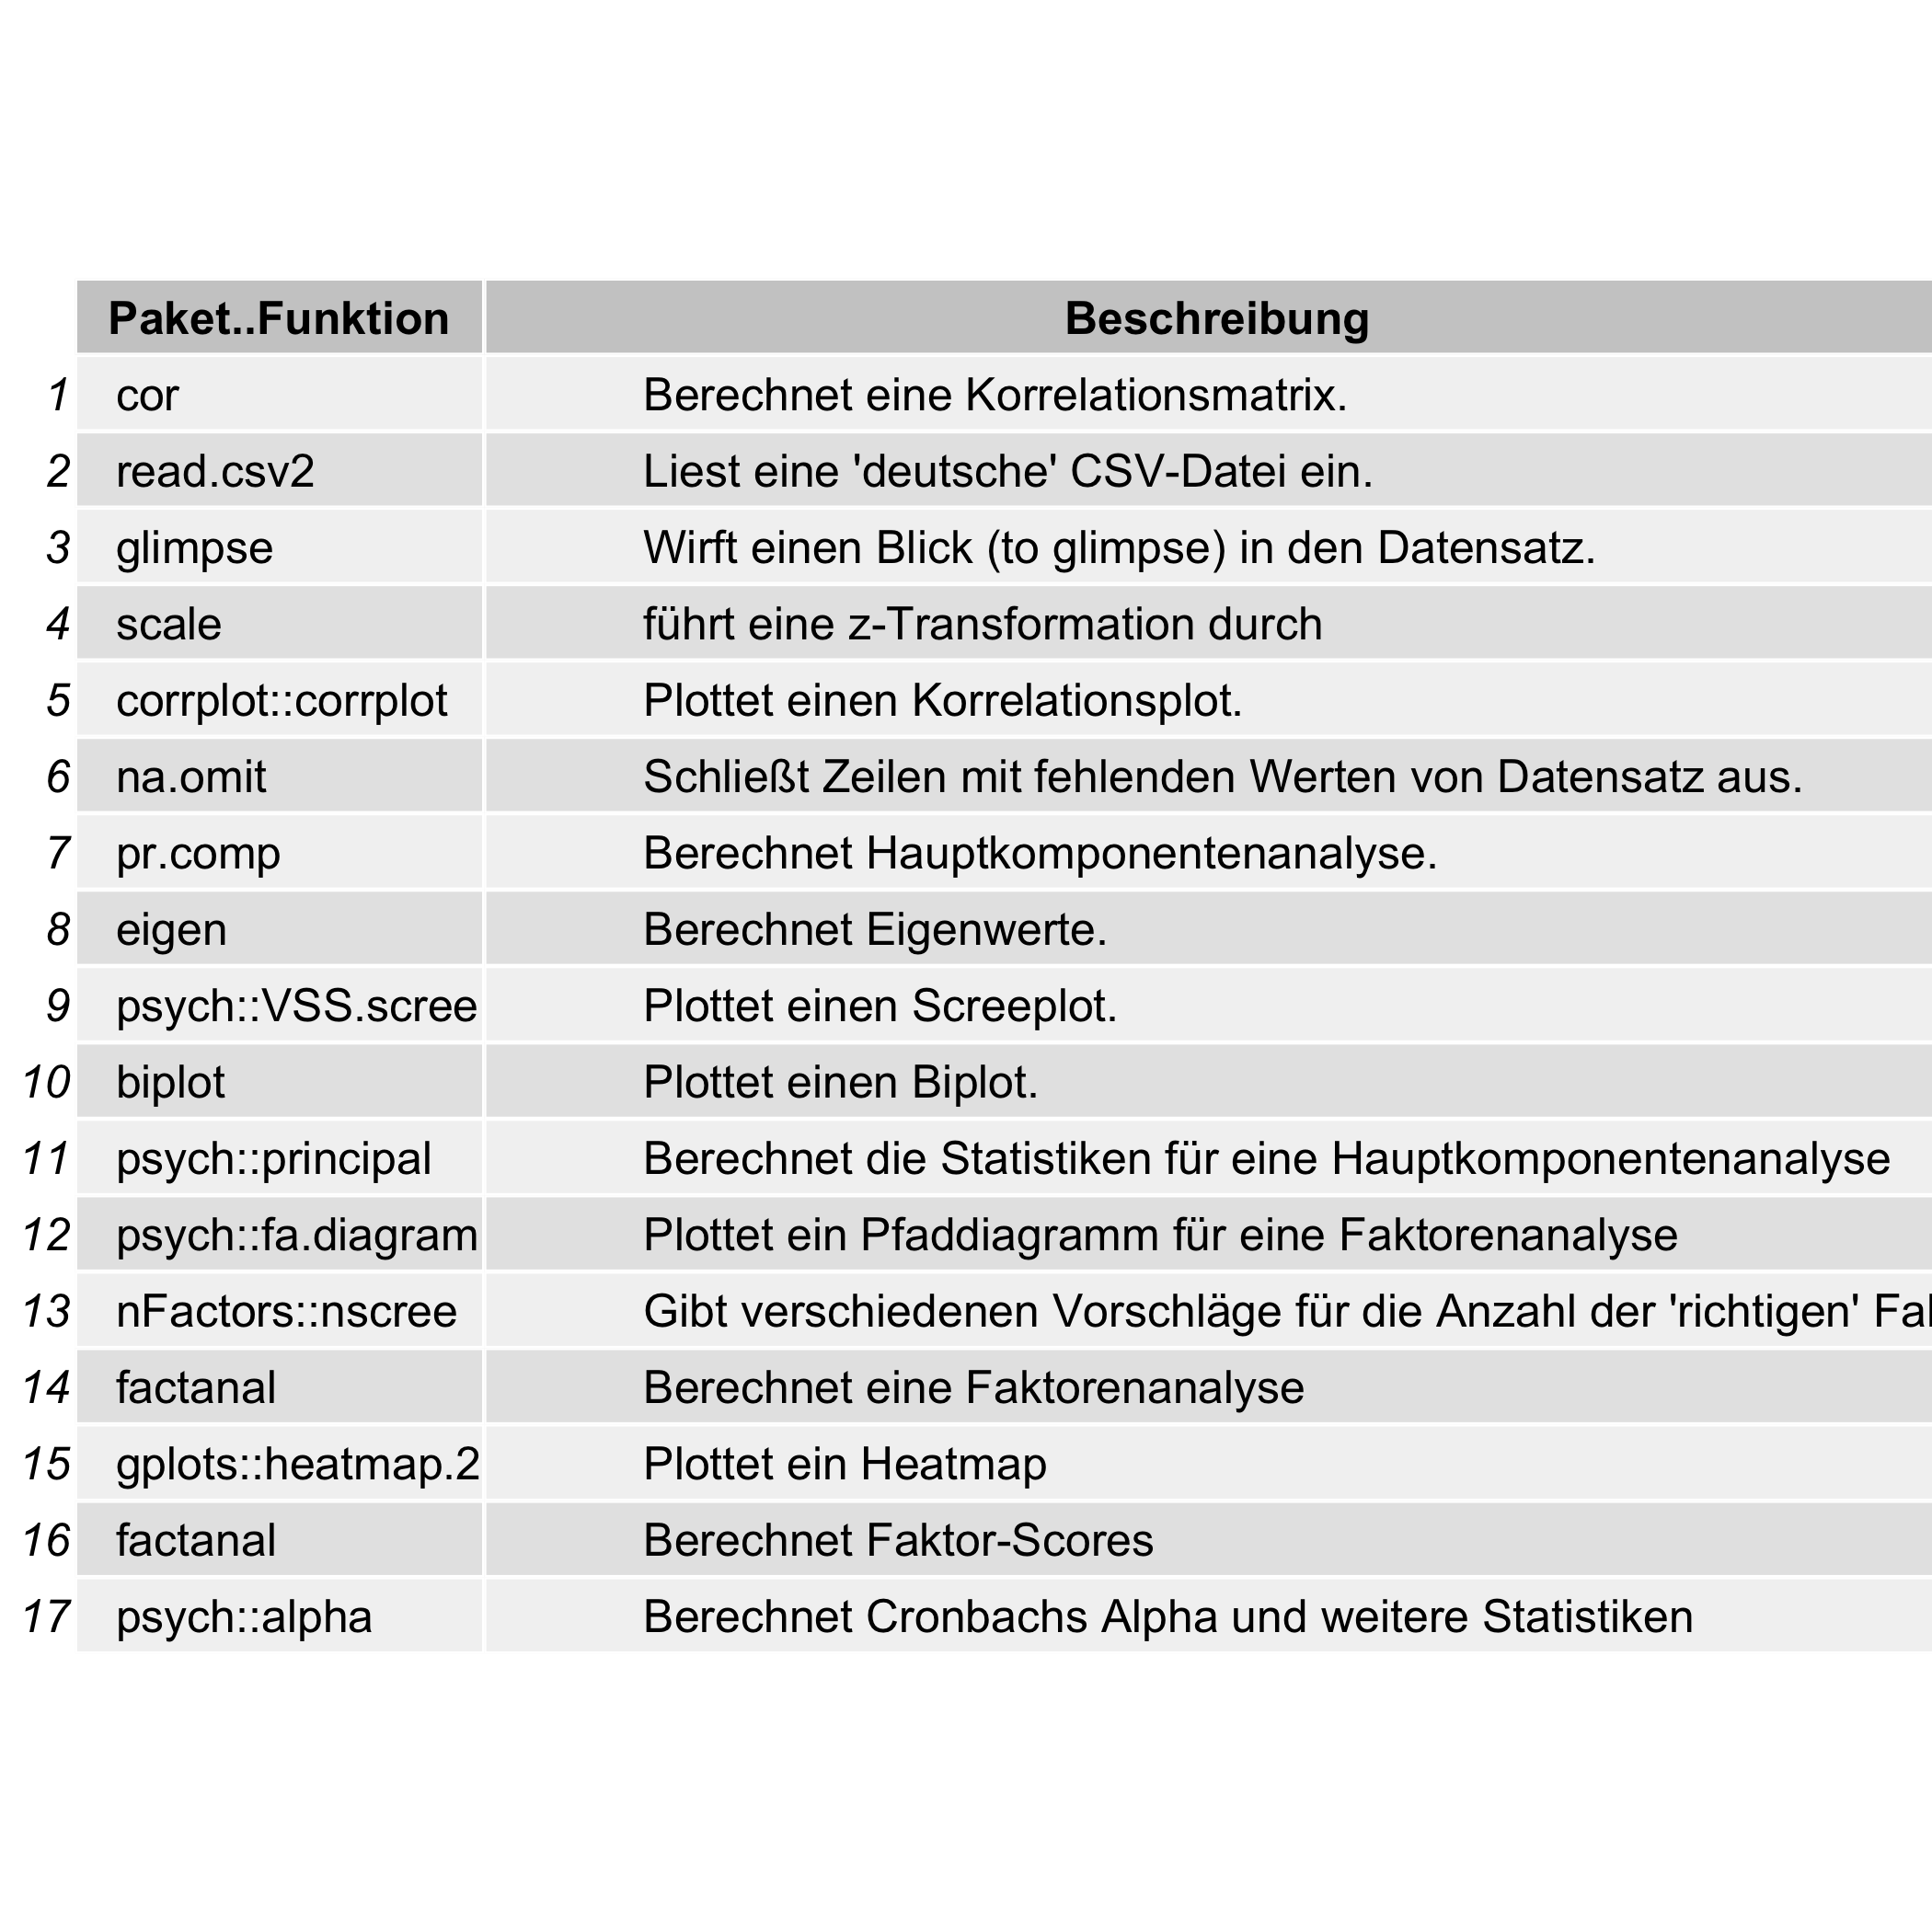 Paket..Funktion Beschreibung
1 cor Berechnet eine Korrelationsmatrix.
2 read.csv2 Liest eine 'deutsche' CSV-Datei ein.
3 glimpse Wirft einen Blick (to glimpse) in den Datensatz.
4 scale führt eine z-Transformation durch
5 corrplot::corrplot Plottet einen Korrelationsplot.
6 na.omit Schließt Zeilen mit fehlenden Werten von Datensatz aus.
7 pr.comp Berechnet Hauptkomponentenanalyse.
8 eigen Berechnet Eigenwerte.
9 psych::VSS.scree Plottet einen Screeplot.
10 biplot Plottet einen Biplot.
11 psych::principal Berechnet die Statistiken für eine Hauptkomponentenanalyse
12 psych::fa.diagram Plottet ein Pfaddiagramm für eine Faktorenanalyse
13 nFactors::nscree Gibt verschiedenen Vorschläge für die Anzahl der 'richtigen'
14 factanal Berechnet eine Faktorenanalyse
15 gplots::heatmap.2 Plottet ein Heatmap
16 factanal Berechnet Faktor-Scores
17 psych::alpha Berechnet Cronbachs Alpha und weitere Statistiken